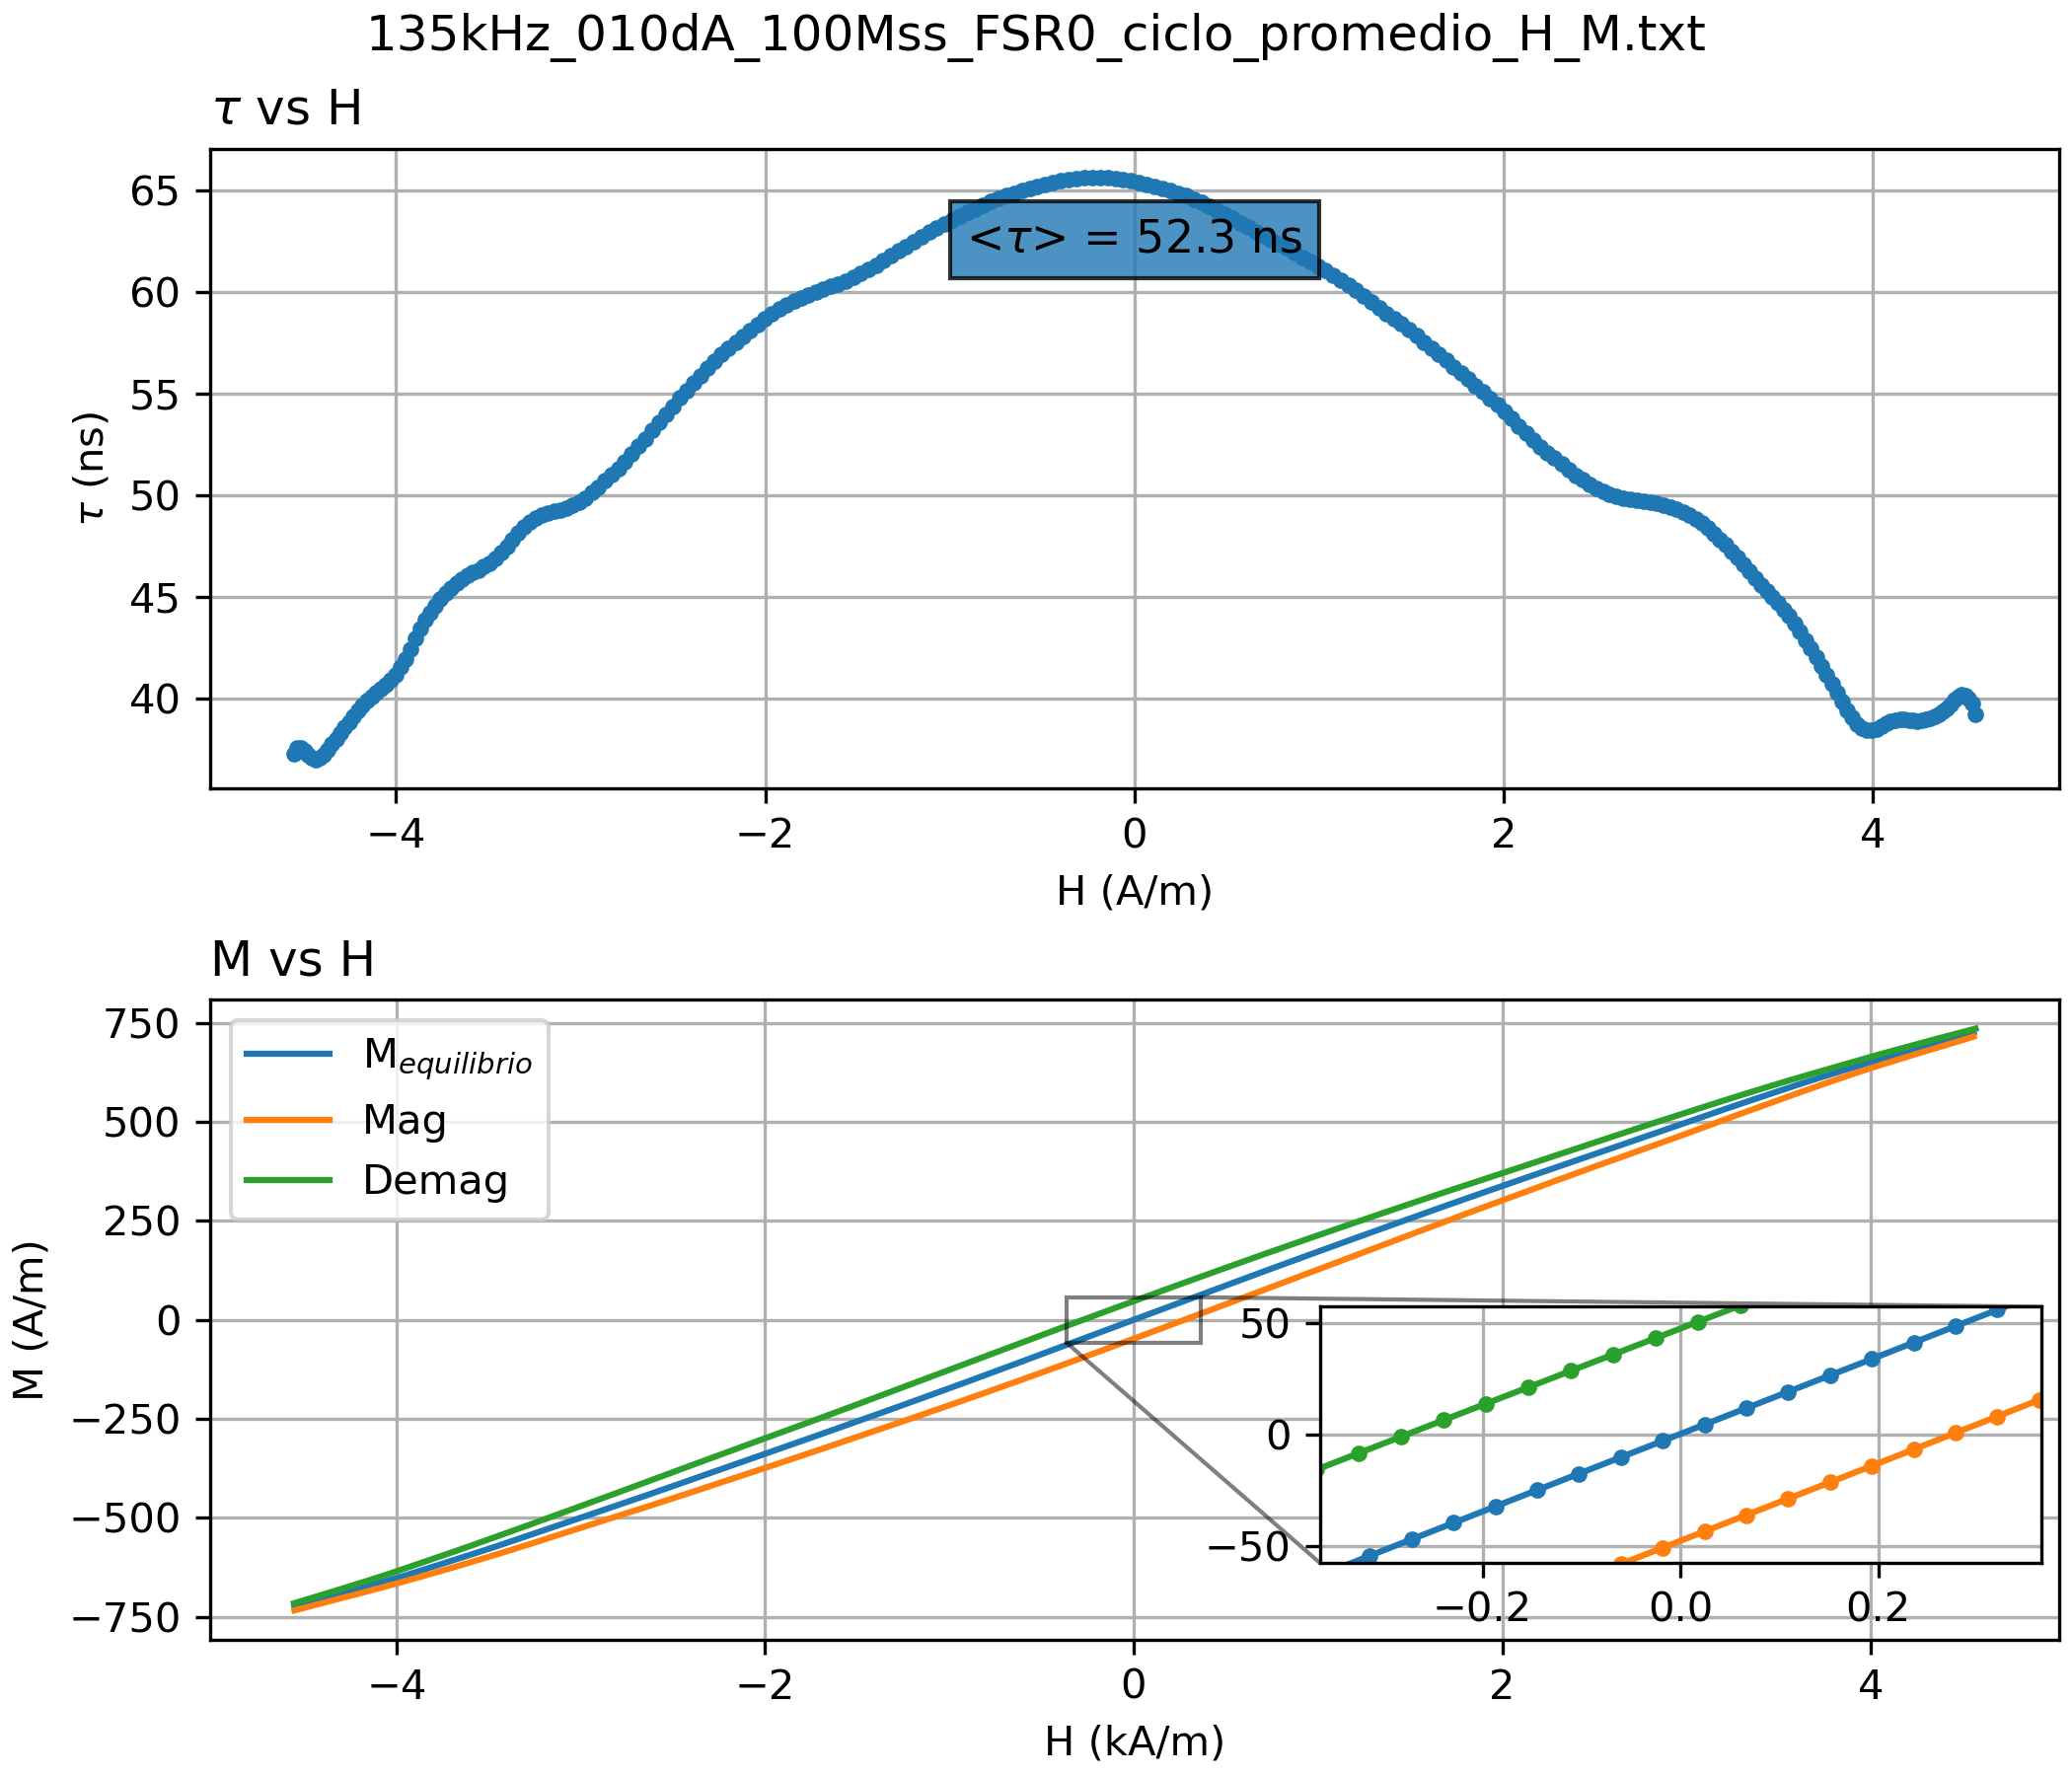 135kHz_010dA_100Mss_FSR0_ciclo_promedio_H_M.txt
τ vs H
65
60
55
50
45
40
τ (ns)
<τ> = 52.3 ns
−4 −2 0 2 4
H (A/m)
M vs H
750
500
250
0
−250
−500
−750
M (A/m)
Mequilibrio
Mag
Demag
50
0
−50
−0.2 0.0 0.2
−4 −2 0 2 4
H (kA/m)